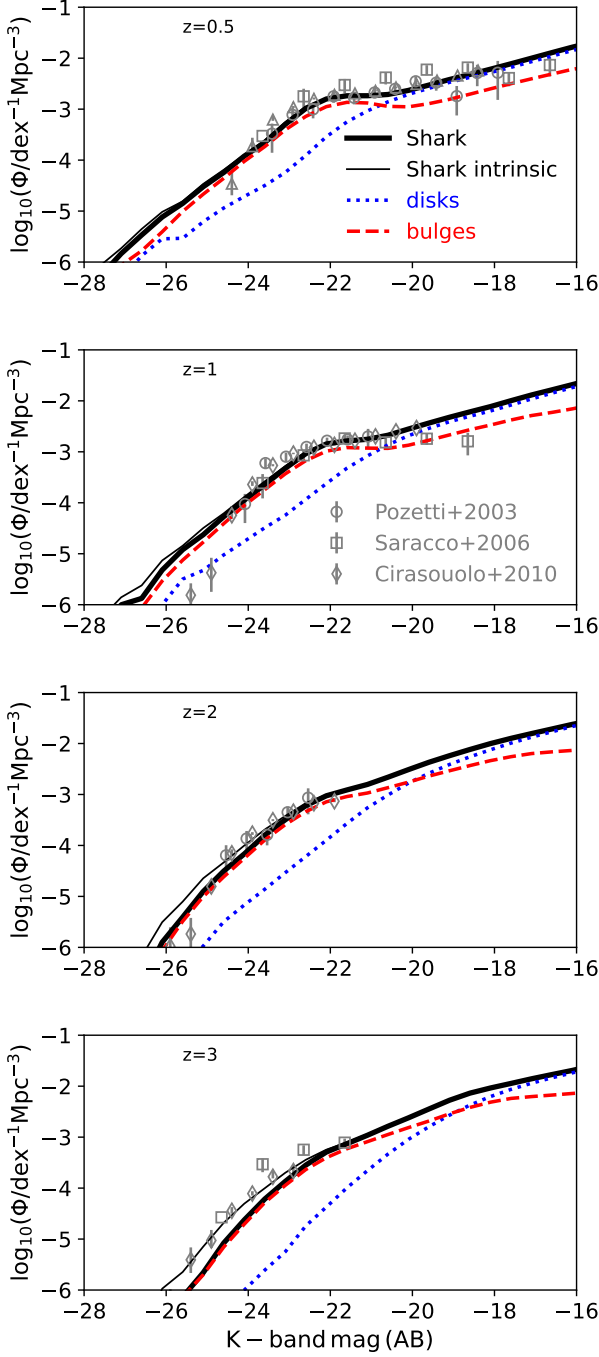 z=0.5
−1
−2
−3
−4
−5
−6
log₁₀(Φ/dex⁻¹Mpc⁻³)
Shark
Shark intrinsic
disks
bulges
−28 −26 −24 −22 −20 −18 −16
z=1
−1
−2
−3
−4
−5
−6
log₁₀(Φ/dex⁻¹Mpc⁻³)
Pozetti+2003
Saracco+2006
Cirasouolo+2010
−28 −26 −24 −22 −20 −18 −16
z=2
−1
−2
−3
−4
−5
−6
log₁₀(Φ/dex⁻¹Mpc⁻³)
−28 −26 −24 −22 −20 −18 −16
z=3
−1
−2
−3
−4
−5
−6
log₁₀(Φ/dex⁻¹Mpc⁻³)
−28 −26 −24 −22 −20 −18 −16
K − band mag (AB)